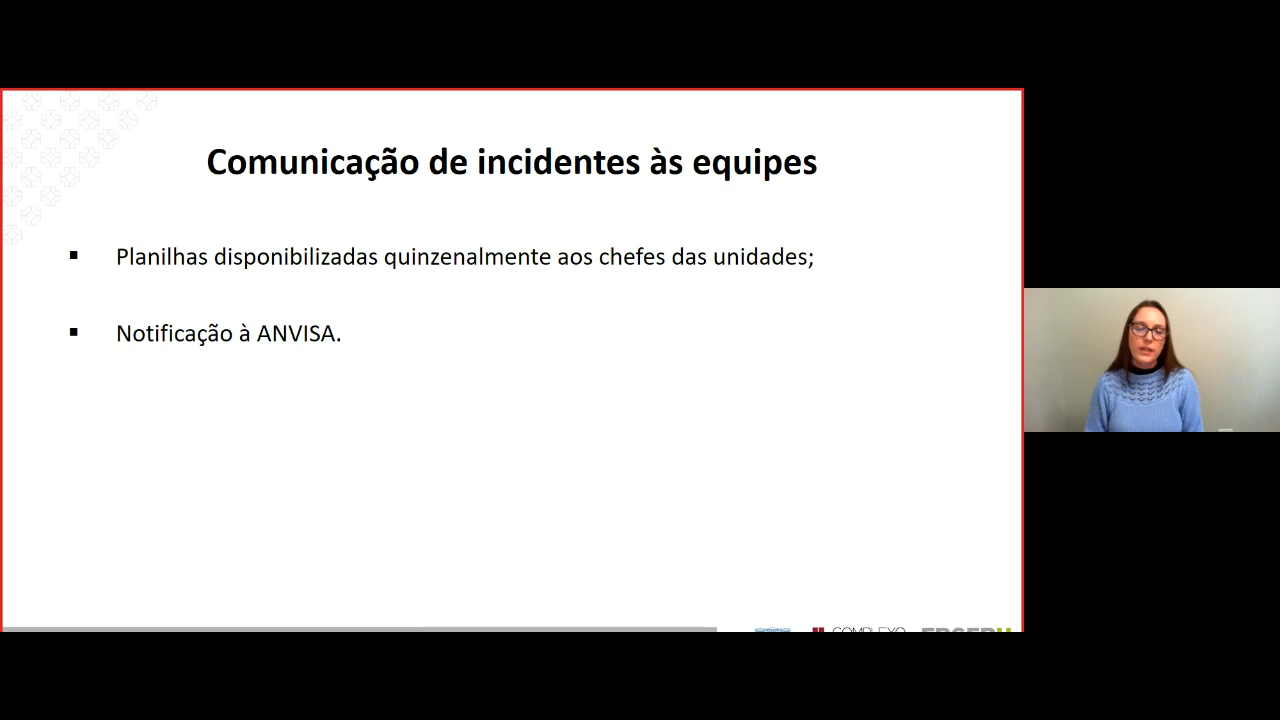 Comunicação de incidentes às equipes
▪ Planilhas disponibilizadas quinzenalmente aos chefes das unidades;
▪ Notificação à ANVISA.
COMPLEXO
EBSERH